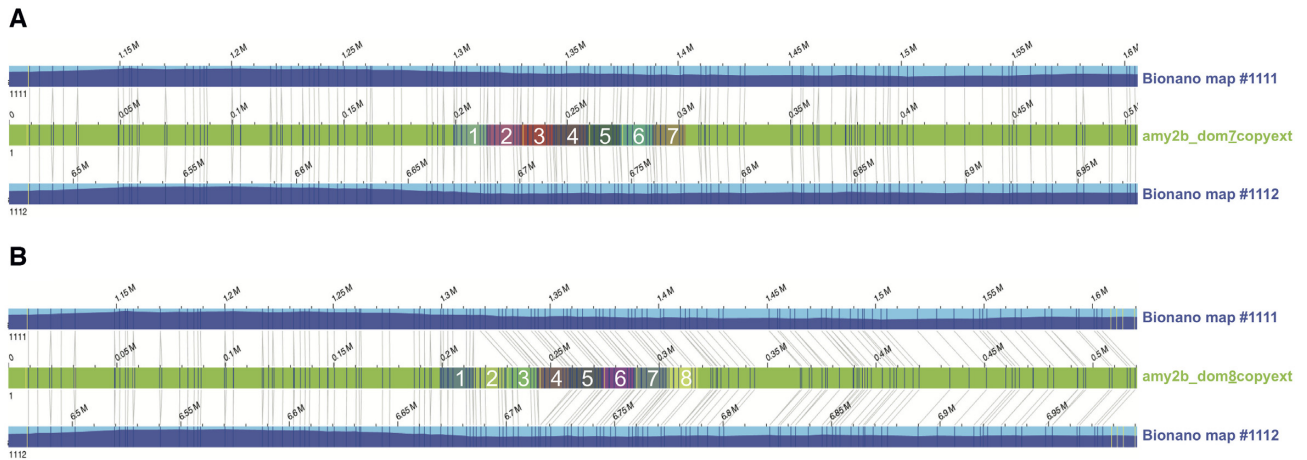 A
1.15 M 1.2 M 1.25 M 1.3 M 1.35 M 1.4 M 1.45 M 1.5 M 1.55 M 1.6 M
Bionano map #1111
1111
0 0.05 M 0.1 M 0.15 M 0.2 M 0.25 M 0.3 M 0.35 M 0.4 M 0.45 M 0.5
1 2 3 4 5 6 7
amy2b_dom7copyext
1
6.5 M 6.55 M 6.6 M 6.65 M 6.7 M 6.75 M 6.8 M 6.85 M 6.9 M 6.95 M
Bionano map #1112
1112
B
1.15 M 1.2 M 1.25 M 1.3 M 1.35 M 1.4 M 1.45 M 1.5 M 1.55 M 1.6 M
Bionano map #1111
1111
0 0.05 M 0.1 M 0.15 M 0.2 M 0.25 M 0.3 M 0.35 M 0.4 M 0.45 M 0.5 M
1 2 3 4 5 6 7 8
amy2b_dom8copyext
1
6.5 M 6.55 M 6.6 M 6.65 M 6.7 M 6.75 M 6.8 M 6.85 M 6.9 M 6.95 M
Bionano map #1112
1112